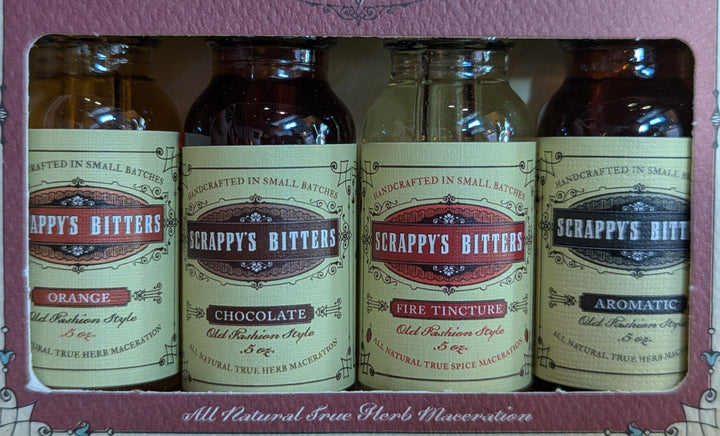 CRAFTED IN SMALL BATCHES
RAPPY'S BITTERS
ORANGE
Old Fashion Style
.5 oz.
NATURAL TRUE HERB MACERATION
HANDCRAFTED IN SMALL BATCHES
SCRAPPY'S BITTERS
CHOCOLATE
Old Fashion Style
.5 oz.
ALL NATURAL TRUE HERB MACERATION
HANDCRAFTED IN SMALL BATCHES
SCRAPPY'S BITTERS
FIRE TINCTURE
Old Fashion Style
.5 oz.
ALL NATURAL TRUE SPICE MACERATION
HANDCRAFTED IN SMALL BATCHES
SCRAPPY'S BITT
AROMATIC
Old Fashion Style
.5 oz.
ALL NATURAL TRUE HERB MACERATION
All Natural True Herb Maceration